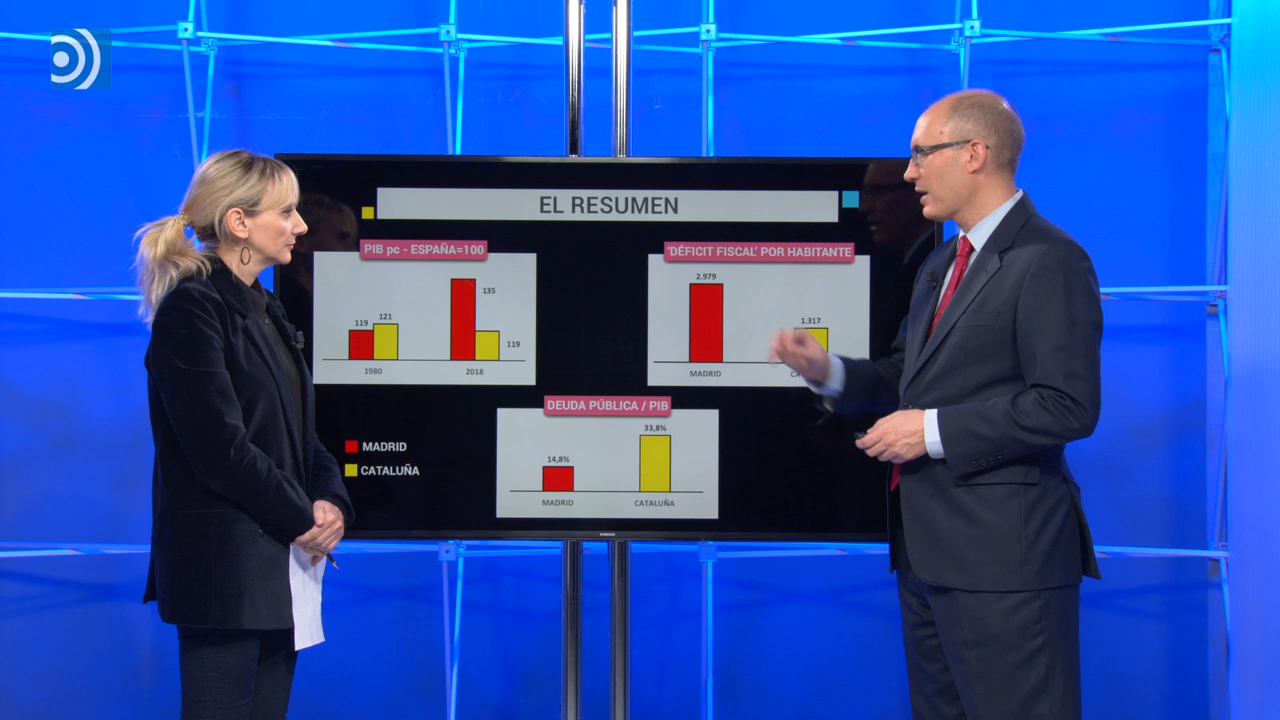 EL RESUMEN
PIB pc - ESPAÑA=100
119
121
135
119
1980
2018
'DÉFICIT FISCAL' POR HABITANTE
2.979
1.317
MADRID
MADRID
CATALUÑA
DEUDA PÚBLICA / PIB
14,8%
33,8%
MADRID
CATALUÑA
SAMSUNG